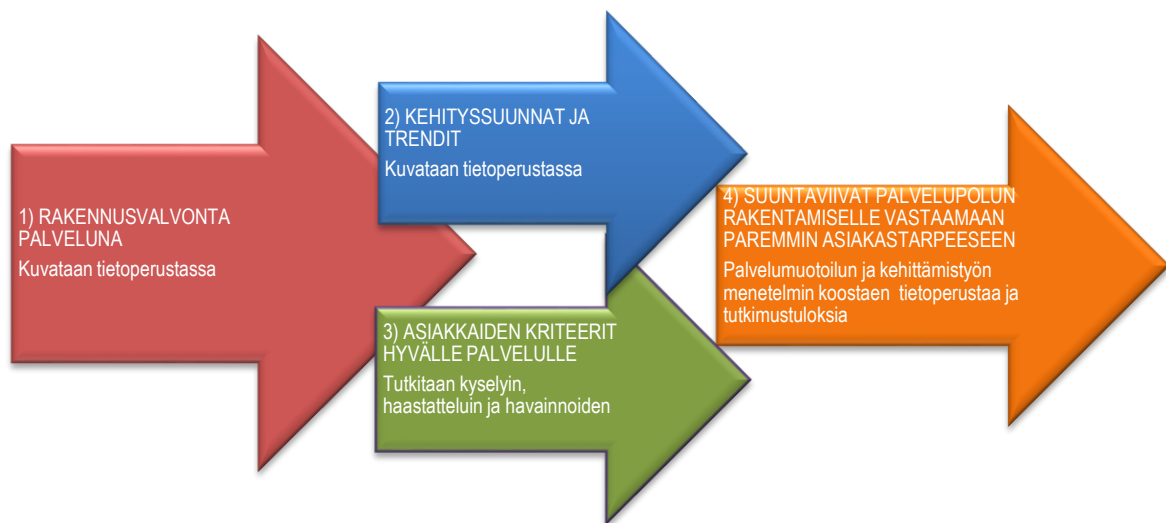 1) RAKENNUSVALVONTA
PALVELUNA
Kuvataan tietoperustassa
2) KEHITYSSUUNNAT JA
TRENDIT
Kuvataan tietoperustassa
3) ASIAKKAIDEN KRITEERIT
HYVÄLLE PALVELULLE
Tutkitaan kyselyin,
haastatteluin ja havainnoiden
4) SUUNTAVIIVAT PALVELUPOLUN
RAKENTAMISELLE VASTAAMAAN
PAREMMIN ASIAKASTARPEESEEN
Palvelumuotoilun ja kehittämistyön
menetelmin koostaen tietoperustaa ja
tutkimustuloksia